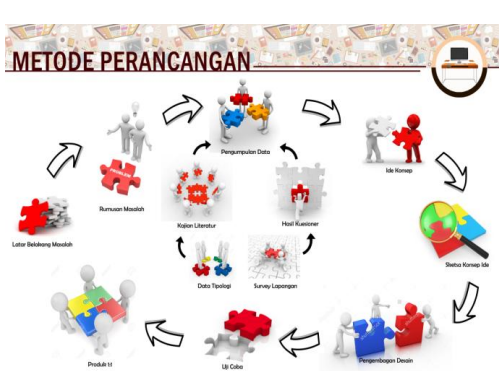 METODE PERANCANGAN
Pengumpulan Data
Ide Konsep
Rumusan Masalah
Kajian Literatur
Hasil Kuesioner
Latar Belakang Masalah
Sketsa Konsep Ide
Data Tipologi
Survey Lapangan
Produk
Uji Coba
Pengembagan Desain